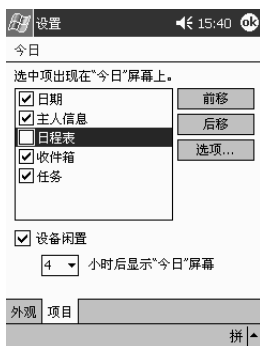 设置 15:40 ok
今日
选中项出现在“今日”屏幕上。
日期
主人信息
日程表
收件箱
任务
前移
后移
选项...
设备闲置
4 小时后显示“今日”屏幕
外观 项目
拼